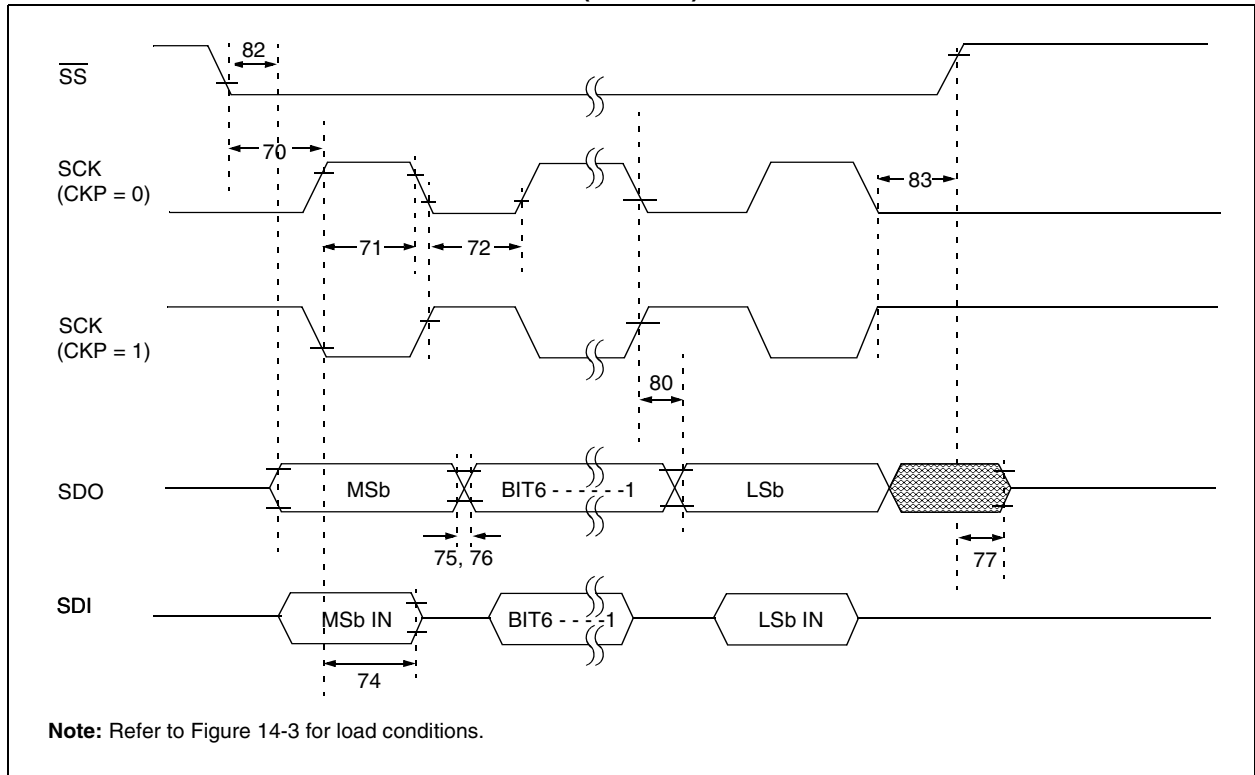 82
SS
70
SCK
(CKP = 0)
83
71
72
SCK
(CKP = 1)
80
SDO
MSb
BIT6 - - - - - -1
LSb
75, 76
77
SDI
MSb IN
BIT6 - - - -1
LSb IN
74
Note: Refer to Figure 14-3 for load conditions.